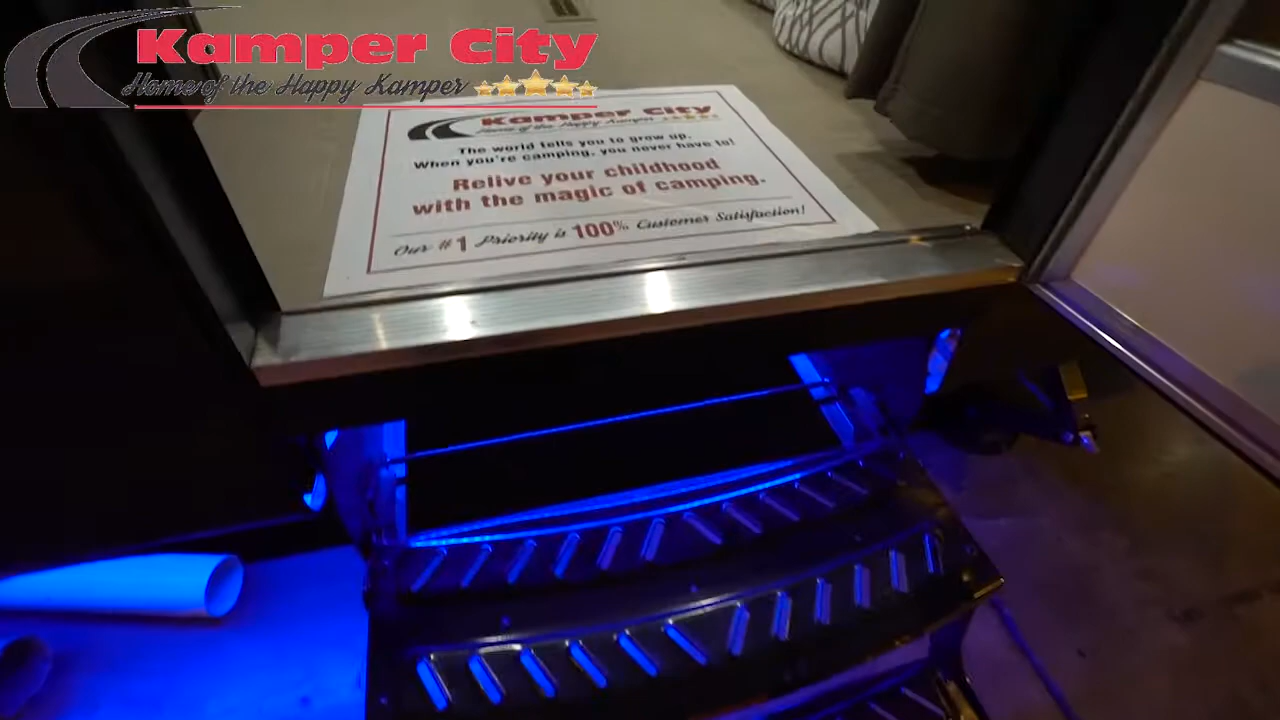 Kamper City
Home of the Happy Kamper
Kamper City
Home of the Happy Kamper
The world tells you to grow up.
When you're camping, you never have to!
Relive your childhood
with the magic of camping.
Our #1 Priority is 100% Customer Satisfaction!